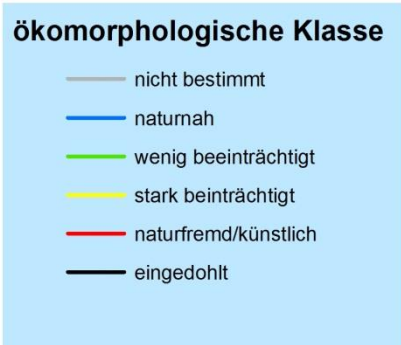 ökomorphologische Klasse
nicht bestimmt
naturnah
wenig beeinträchtigt
stark beinträchtigt
naturfremd/künstlich
eingedohlt